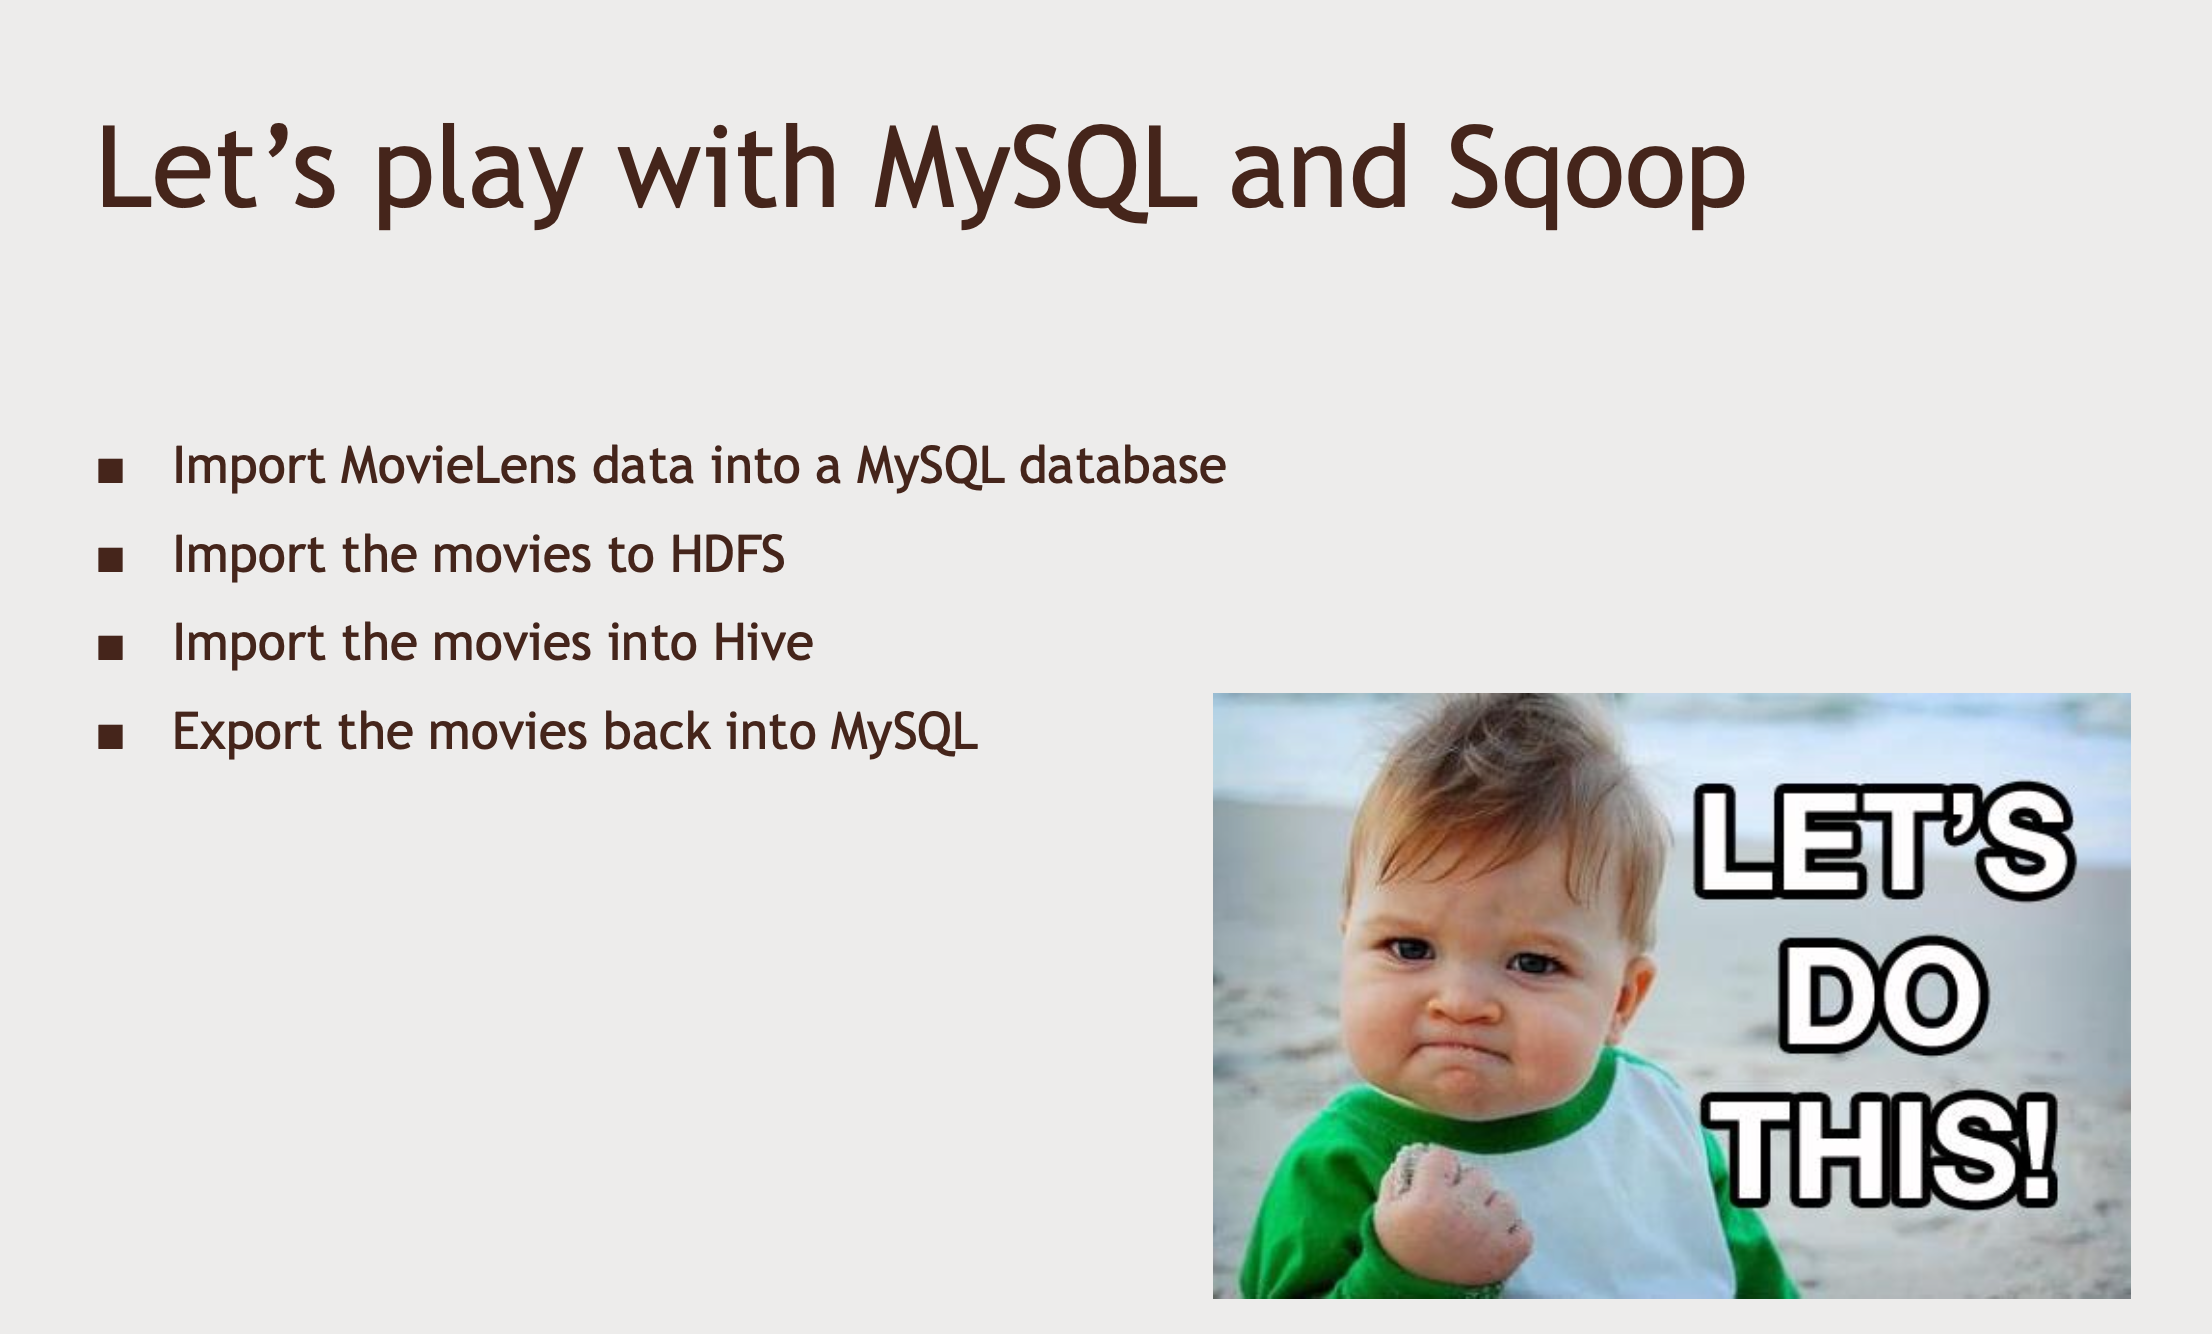 Let’s play with MySQL and Sqoop
■ Import MovieLens data into a MySQL database
■ Import the movies to HDFS
■ Import the movies into Hive
■ Export the movies back into MySQL
LET’S
DO
THIS!